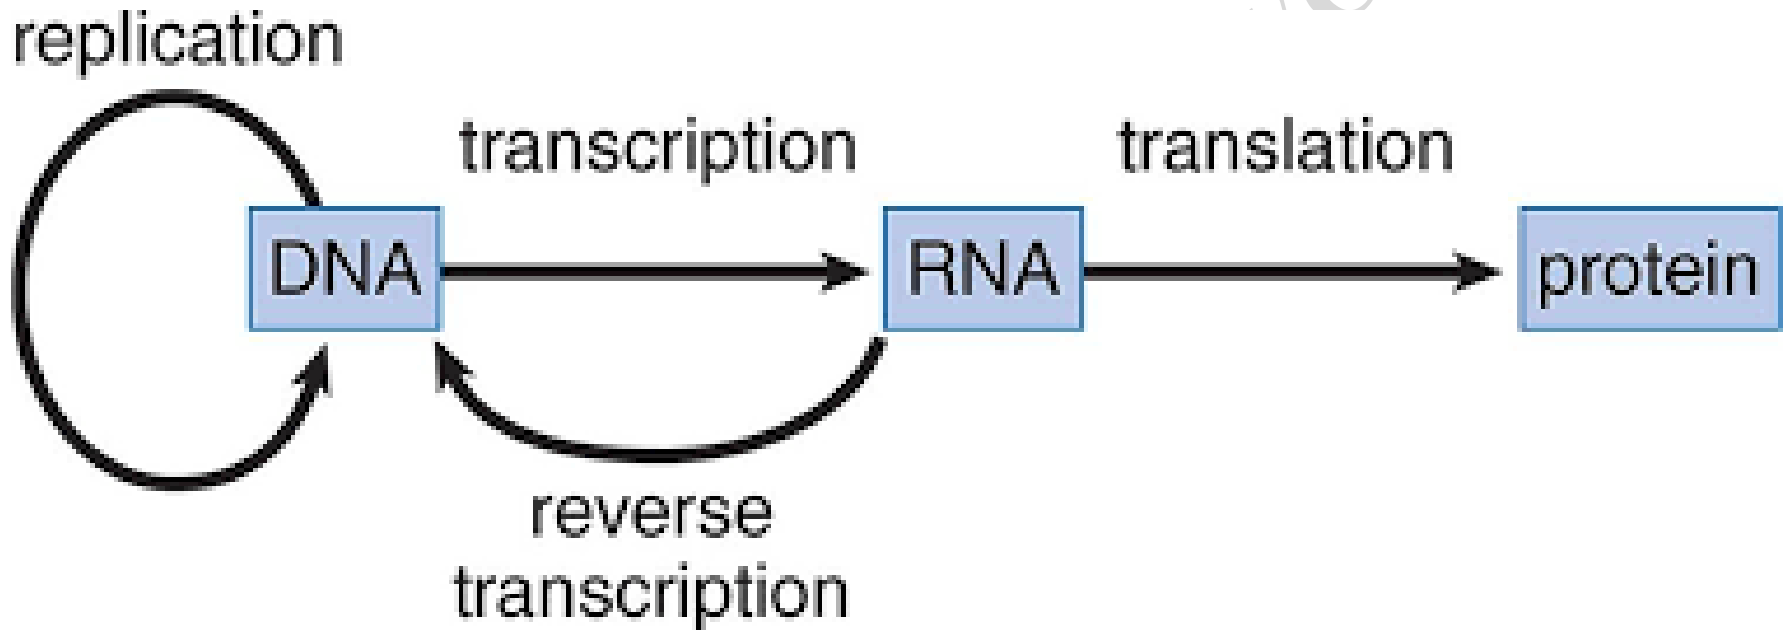 replication
transcription
translation
DNA
RNA
protein
reverse
transcription